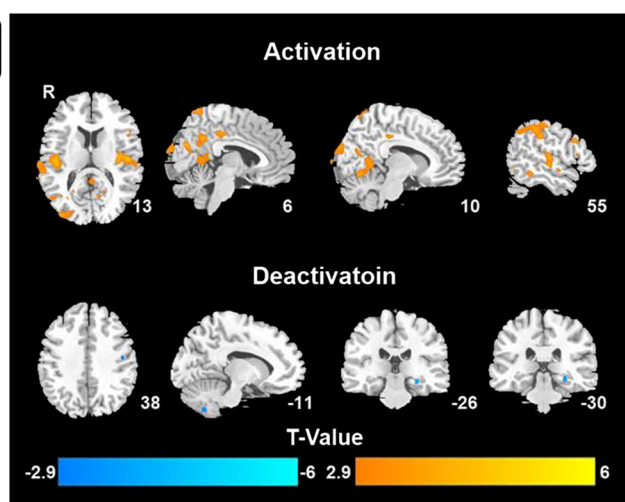 Activation
R
13 6 10 55
Deactivatoin
38 -11 -26 -30
T-Value
-2.9 -6 2.9 6